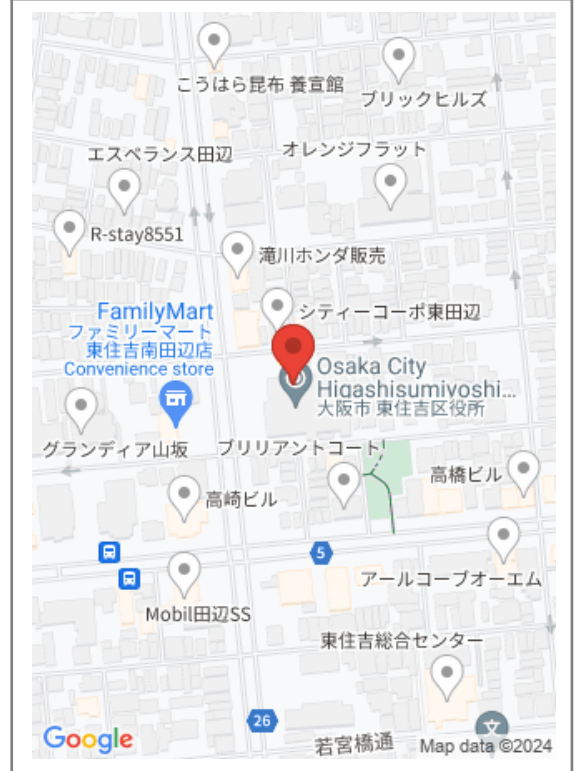 こうはら昆布 養宣館
ブリックヒルズ
エスペランス田辺
オレンジフラット
R-stay8551
滝川ホンダ販売
FamilyMart
ファミリーマート
東住吉南田辺店
Convenience store
シティーコーポ東田辺
Osaka City
Higashisumiyoshi...
大阪市 東住吉区役所
グランディア山坂
ブリリアントコート!
高橋ビル
高崎ビル
5
アールコーブオーエム
Mobil田辺SS
東住吉総合センター
26
文
若宮橋通
Google
Map data ©2024